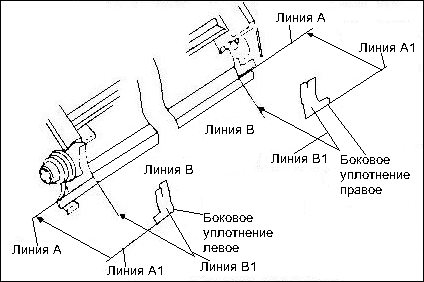 Линия А
Линия А1
Линия В
Линия В1
Боковое
уплотнение
правое
Линия В
Боковое
уплотнение
левое
Линия А
Линия А1
Линия В1